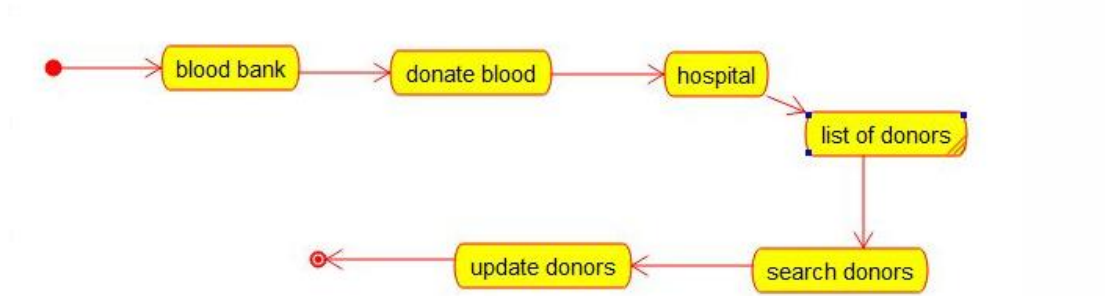 blood bank
donate blood
hospital
list of donors
search donors
update donors